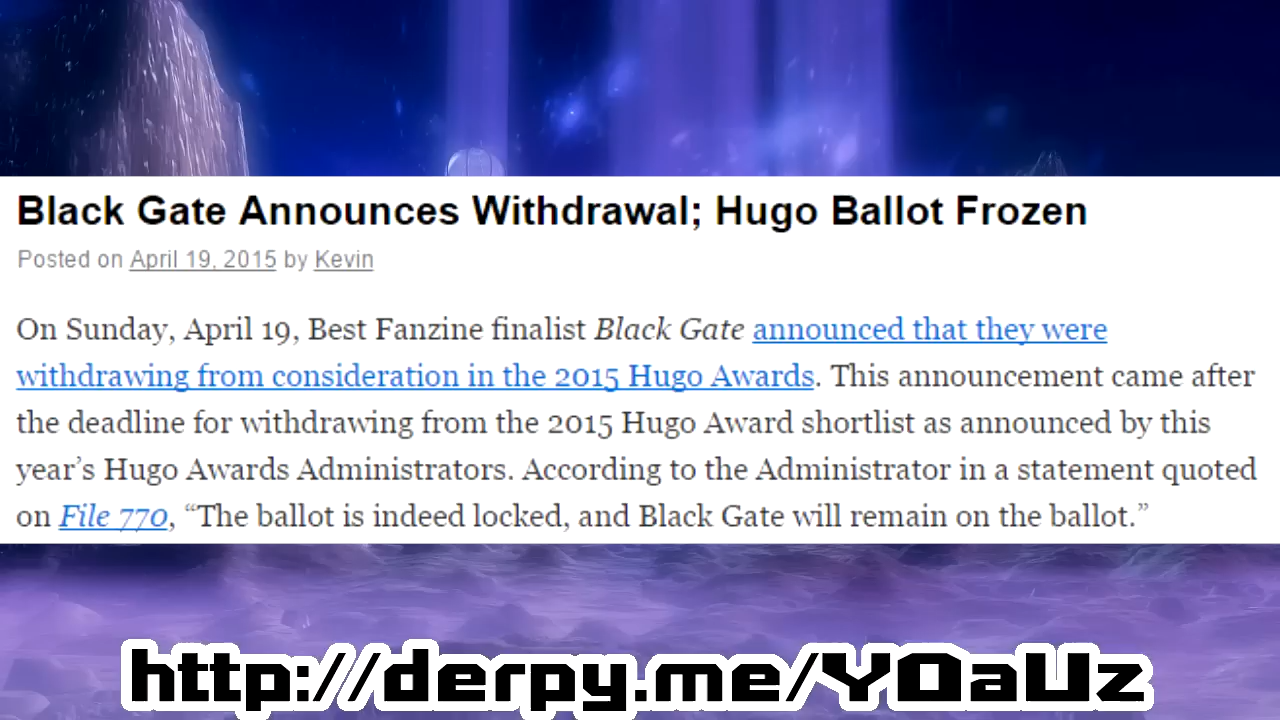 Black Gate Announces Withdrawal; Hugo Ballot Frozen
Posted on April 19, 2015 by Kevin
On Sunday, April 19, Best Fanzine finalist Black Gate announced that they were
withdrawing from consideration in the 2015 Hugo Awards. This announcement came after
the deadline for withdrawing from the 2015 Hugo Award shortlist as announced by this
year’s Hugo Awards Administrators. According to the Administrator in a statement quoted
on File 770, “The ballot is indeed locked, and Black Gate will remain on the ballot.”
http://derpy.me/YOaUz